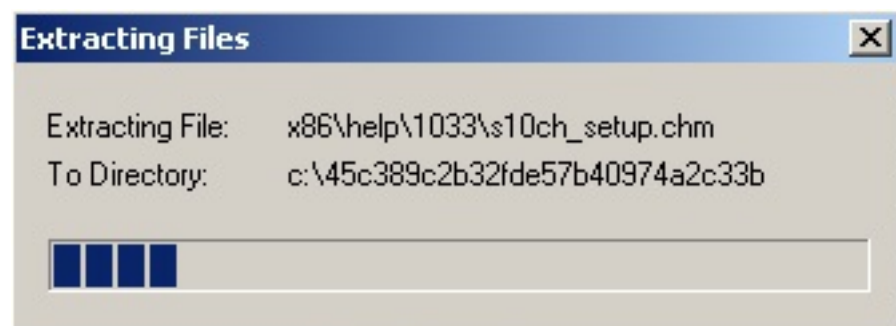 Extracting Files
Extracting File: x86\help\1033\s10ch_setup.chm
To Directory: c:\45c389c2b32fde57b40974a2c33b